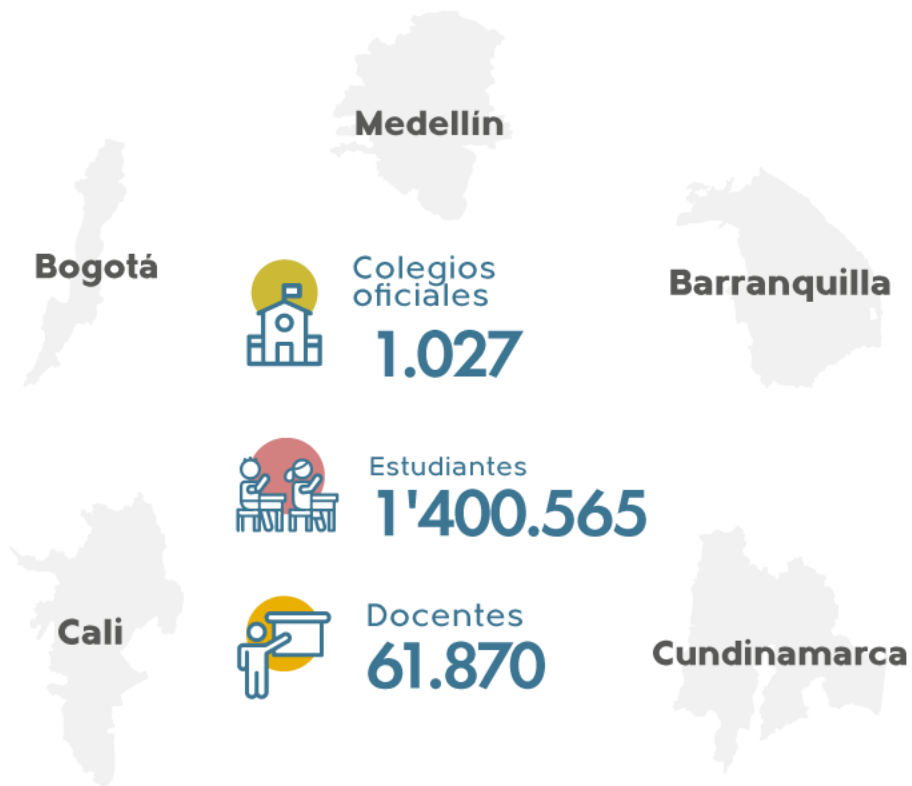 Medellín
Bogotá
Barranquilla
Colegios
oficiales
1.027
Estudiantes
1'400.565
Cali
Docentes
61.870
Cundinamarca